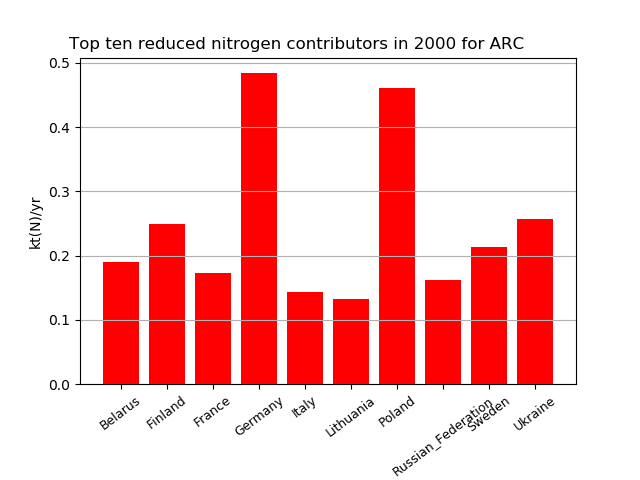 Top ten reduced nitrogen contributors in 2000 for ARC
kt(N)/yr
0.5
0.4
0.3
0.2
0.1
0.0
Belarus
Finland
France
Germany
Italy
Lithuania
Poland
Russian_Federation
Sweden
Ukraine